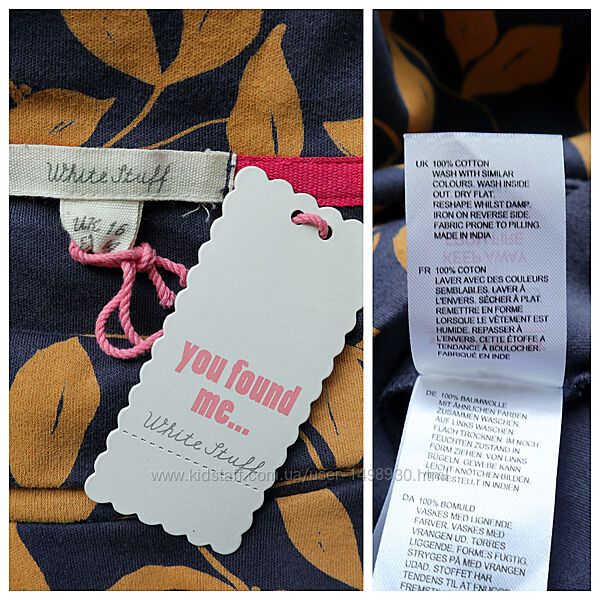 White Stuff
UK 16
you found
me...
White Stuff
UK 100% COTTON
WASH WITH SIMILAR
COLOURS. WASH INSIDE
OUT. DRY FLAT.
RESHAPE WHILST DAMP.
IRON ON REVERSE SIDE.
FABRIC PRONE TO PILLING.
MADE IN INDIA
KEEP AWAY
FR 100% COTON
LAVER AVEC DES COULEURS
SEMBLABLES. LAVER À
L'ENVERS. SÉCHER À PLAT.
REMETTRE EN FORME
LORSQUE LE VÊTEMENT EST
HUMIDE. REPASSER À
L'ENVERS. CETTE ÉTOFFE A
TENDANCE À BOULOCHER.
FABRIQUÉ EN INDE
DE 100% BAUMWOLLE
MIT ÄHNLICHEN FARBEN
ZUSAMMEN WASCHEN.
AUF LINKS WASCHEN
FLACH TROCKNEN. IM NOCH
FEUCHTEN ZUSTAND IN
FORM ZIEHEN. VON LINKS
BÜGELN. GEWEBE KANN
LEICHT KNÖTCHEN BILDEN.
HERGESTELLT IN INDIEN
DA 100% BOMULD
VASKES MED LIGNENDE
FARVER. VASKES MED
VRANGEN UD. TØRRES
LIGGENDE. FORMES FUGTIG.
STRYGES PÅ MED VRANGEN
UDAD. STOFFET HAR
TENDENS TIL AT FNUGGE
www.kidstaff.com.ua/user-1498930.html